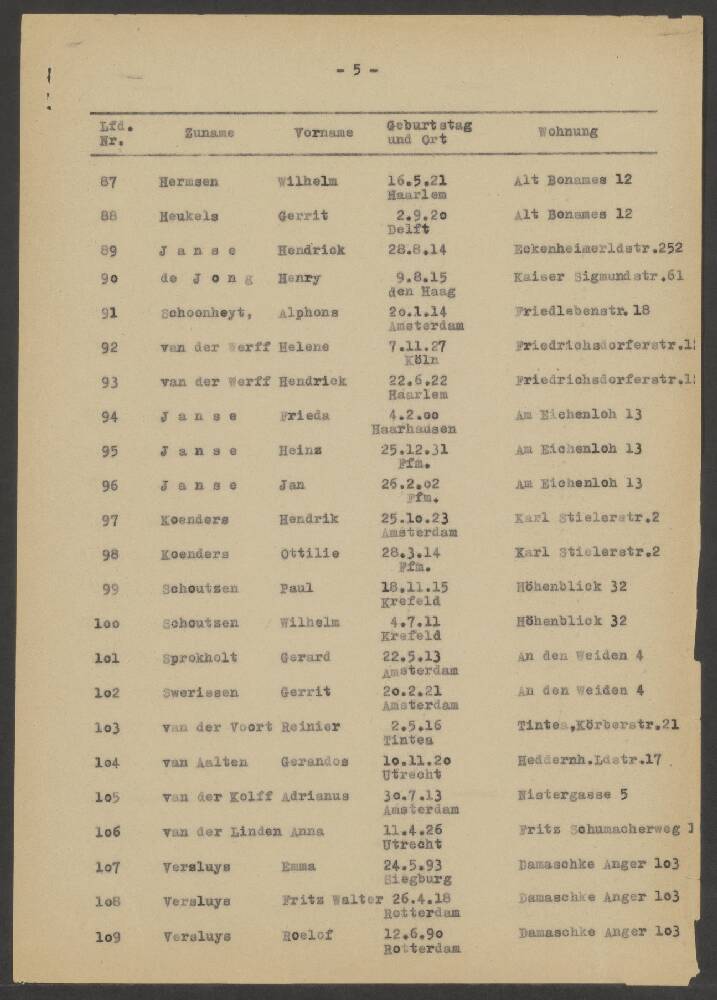 - 5 -
Lfd. Zuname Vorname Geburtstag Wohnung
Nr. und Ort
87 Hermsen Wilhelm 16.5.21 Alt Bonames 12
Haarlem
88 Heukels Gerrit 2.9.2o Alt Bonames 12
Delft
89 J a n s e Hendrick 28.8.14 Eckenheimerldstr.252
9o de J o n g Henry 9.8.15 Kaiser Sigmundstr.61
den Haag
91 Schoonheyt, Alphons 2o.1.14 Friedlebenstr. 18
Amsterdam
92 van der Werff Helene 7.11.27 Friedrichsdorferstr.1
Köln
93 van der Werff Hendrick 22.6.22 Friedrichsdorferstr.1
Haarlem
94 J a n s e Frieda 4.2.oo Am Eichenloh 13
Haarhausen
95 J a n s e Heinz 25.12.31 Am Eichenloh 13
Ffm.
96 J a n s e Jan 26.2.o2 Am Eichenloh 13
Ffm.
97 Koenders Hendrik 25.1o.23 Karl Stielerstr.2
Amsterdam
98 Koenders Ottilie 28.3.14 Karl Stielerstr.2
Ffm.
99 Schoutsen Paul 18.11.15 Höhenblick 32
Krefeld
1oo Schoutsen Wilhelm 4.7.11 Höhenblick 32
Krefeld
1o1 Sprokholt Gerard 22.5.13 An den Weiden 4
Amsterdam
1o2 Sweriesen Gerrit 2o.2.21 An den Weiden 4
Amsterdam
1o3 van der Voort Reinier 2.5.16 Tintea,Körberstr.21
Tintea
1o4 van Aalten Gerandos 1o.11.2o Heddernh.Ldstr.17
Utrecht
1o5 van der Kolff Adrianus 3o.7.13 Nistergasse 5
Amsterdam
1o6 van der Linden Anna 11.4.26 Fritz Schumacherweg
Utrecht
1o7 Versluys Emma 24.5.93 Damaschke Anger 1o3
Siegburg
1o8 Versluys Fritz Walter 26.4.18 Damaschke Anger 1o3
Rotterdam
1o9 Versluys Roelof 12.6.9o Damaschke Anger 1o3
Rotterdam